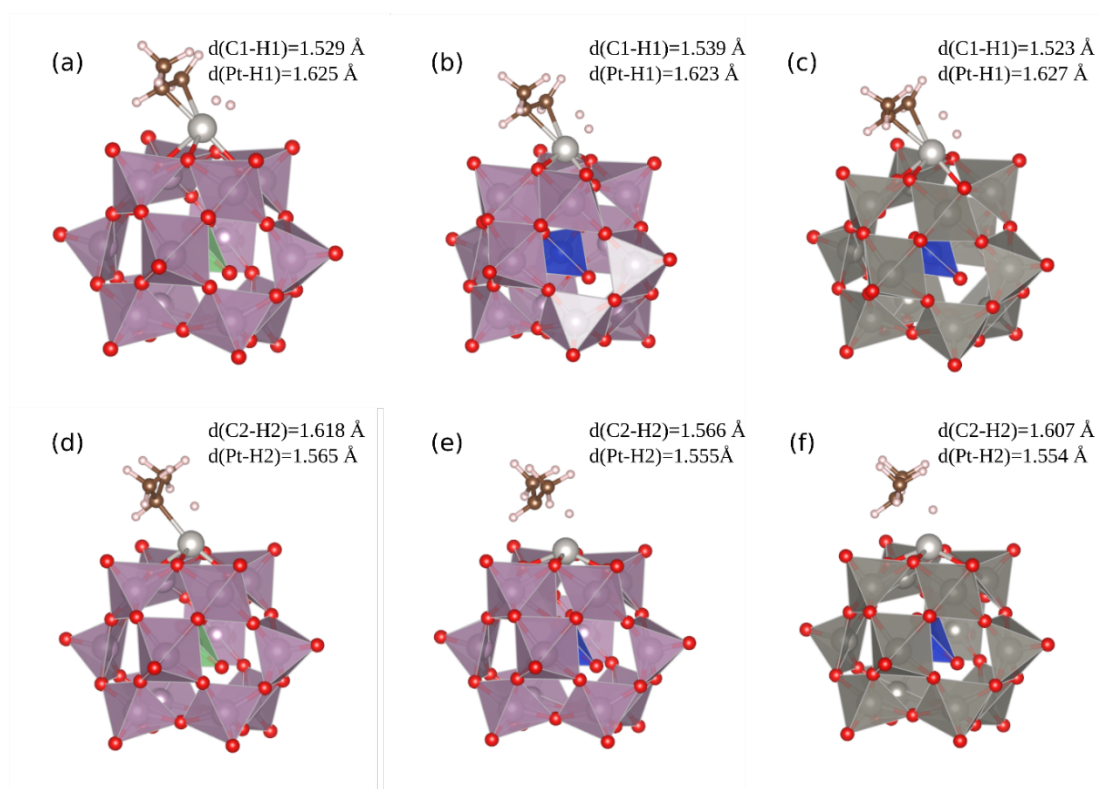 (a)
d(C1-H1)=1.529 Å
d(Pt-H1)=1.625 Å
(b)
d(C1-H1)=1.539 Å
d(Pt-H1)=1.623 Å
(c)
d(C1-H1)=1.523 Å
d(Pt-H1)=1.627 Å
(d)
d(C2-H2)=1.618 Å
d(Pt-H2)=1.565 Å
(e)
d(C2-H2)=1.566 Å
d(Pt-H2)=1.555Å
(f)
d(C2-H2)=1.607 Å
d(Pt-H2)=1.554 Å